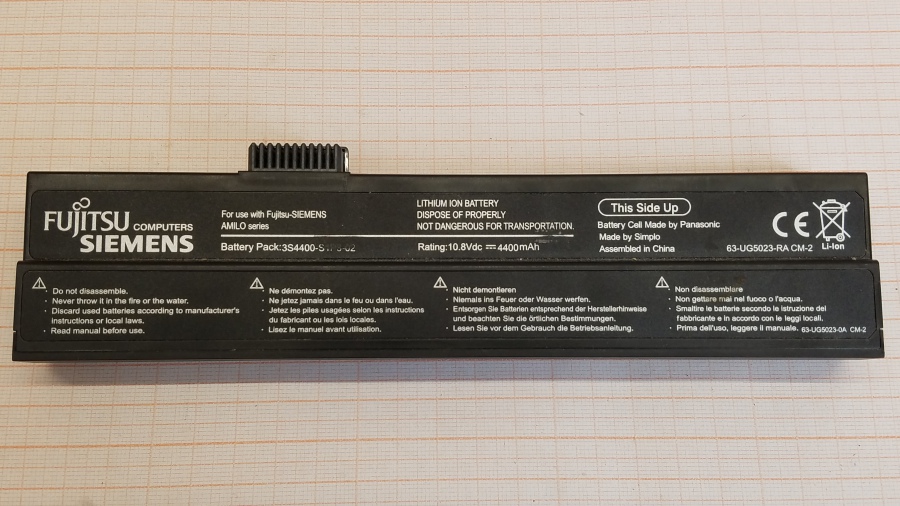 FUJITSU COMPUTERS
SIEMENS
For use with Fujitsu-SIEMENS
AMILO series
Battery Pack:
LITHIUM ION BATTERY
DISPOSE OF PROPERLY
NOT DANGEROUS FOR TRANSPORTATION.
Rating:10.8Vdc ⎓ 4400mAh
This Side Up
Battery Cell Made by Panasonic
Made by Simplo
Assembled in China
CE
Li-Ion
63-UG5023-RA CM-2
• Do not disassemble.
• Never throw it in the fire or the water.
• Discard used batteries according to manufacturer's
instructions or local laws.
• Read manual before use.
• Ne démontez pas.
• Ne jetez jamais dans le feu ou dans l'eau.
• Jetez les piles usagées selon les instructions
du fabricant ou les lois locales.
• Lisez le manuel avant utilisation.
• Nicht demontieren
• Niemals ins Feuer oder Wasser werfen.
• Entsorgen Sie Batterien entsprechend der Herstellerhinweise
und beachten Sie die örtlichen Bestimmungen.
• Lesen Sie vor dem Gebrauch die Betriebsanleitung.
• Non disassemblare
• Non gettare mai nel fuoco o l'acqua.
• Smaltire le batterie secondo le istruzione del
fabbricante e in accordo con le leggi locali.
• Prima dell'uso, leggere il manuale.
63-UG5023-0A CM-2